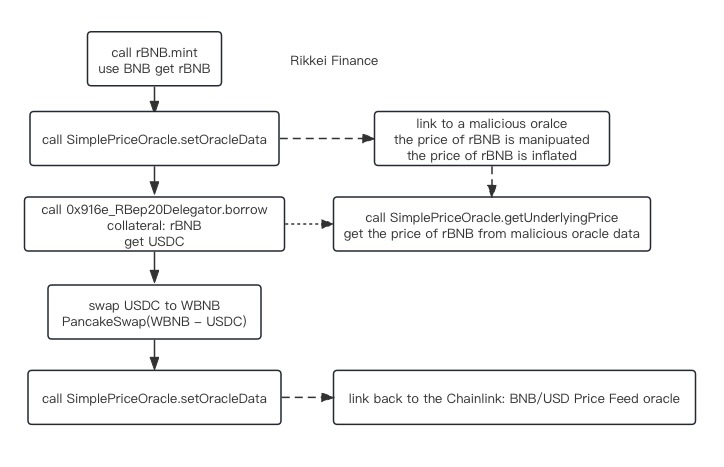 call rBNB.mint
use BNB get rBNB
Rikkei Finance
call SimplePriceOracle.setOracleData
link to a malicious oralce
the price of rBNB is manipuated
the price of rBNB is inflated
call 0x916e_RBep20Delegator.borrow
collateral: rBNB
get USDC
call SimplePriceOracle.getUnderlyingPrice
get the price of rBNB from malicious oracle data
swap USDC to WBNB
PancakeSwap(WBNB – USDC)
call SimplePriceOracle.setOracleData
link back to the Chainlink: BNB/USD Price Feed oracle